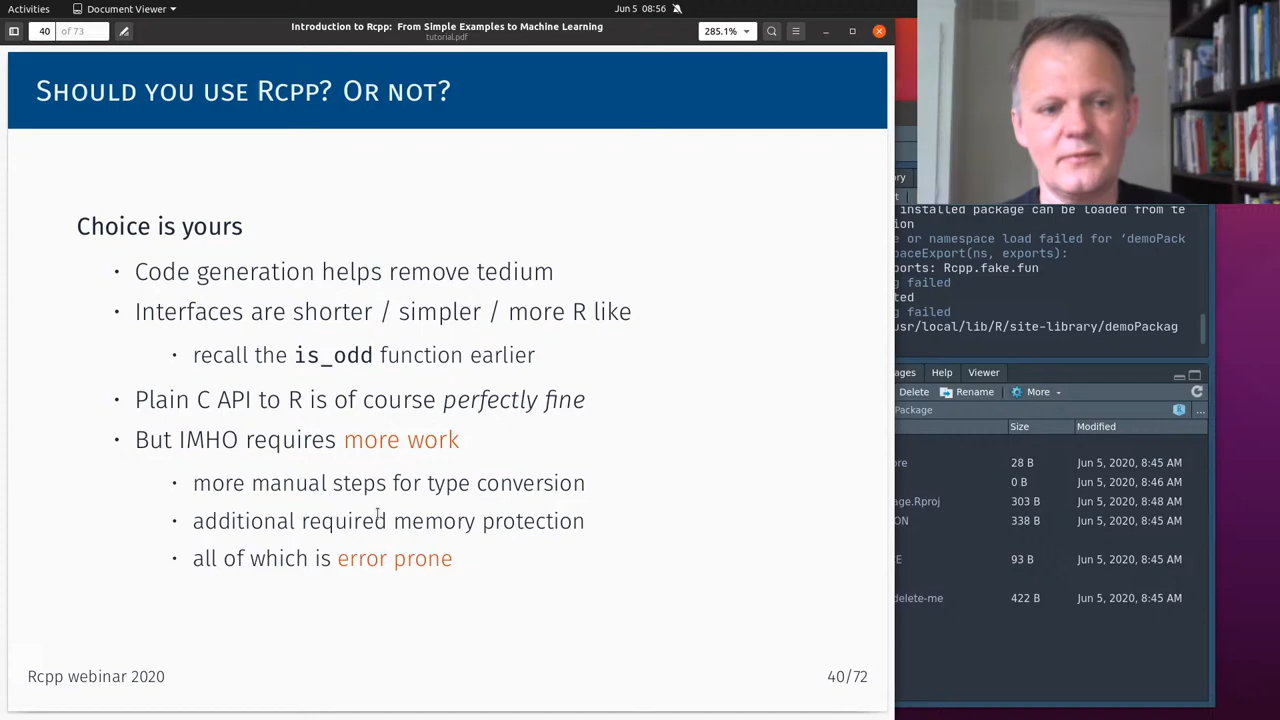 Activities
Document Viewer
Jun 5 08:56
40
of 73
Introduction to Rcpp: From Simple Examples to Machine Learning
tutorial.pdf
285.1%
Should you use Rcpp? Or not?
Choice is yours
· Code generation helps remove tedium
· Interfaces are shorter / simpler / more R like
· recall the is_odd function earlier
· Plain C API to R is of course perfectly fine
· But IMHO requires more work
· more manual steps for type conversion
· additional required memory protection
· all of which is error prone
Rcpp webinar 2020
40/72
installed package can be loaded from te
ion
e or namespace load failed for ‘demoPack
spaceExport(ns, exports):
ports: Rcpp.fake.fun
g failed
ted
g failed
usr/local/lib/R/site-library/demoPackag
ages
Help
Viewer
Delete
Rename
More
Package
...
Size
Modified
ore
28 B
Jun 5, 2020, 8:45 AM
0 B
Jun 5, 2020, 8:46 AM
age.Rproj
303 B
Jun 5, 2020, 8:48 AM
ON
338 B
Jun 5, 2020, 8:45 AM
E
93 B
Jun 5, 2020, 8:45 AM
delete-me
422 B
Jun 5, 2020, 8:45 AM